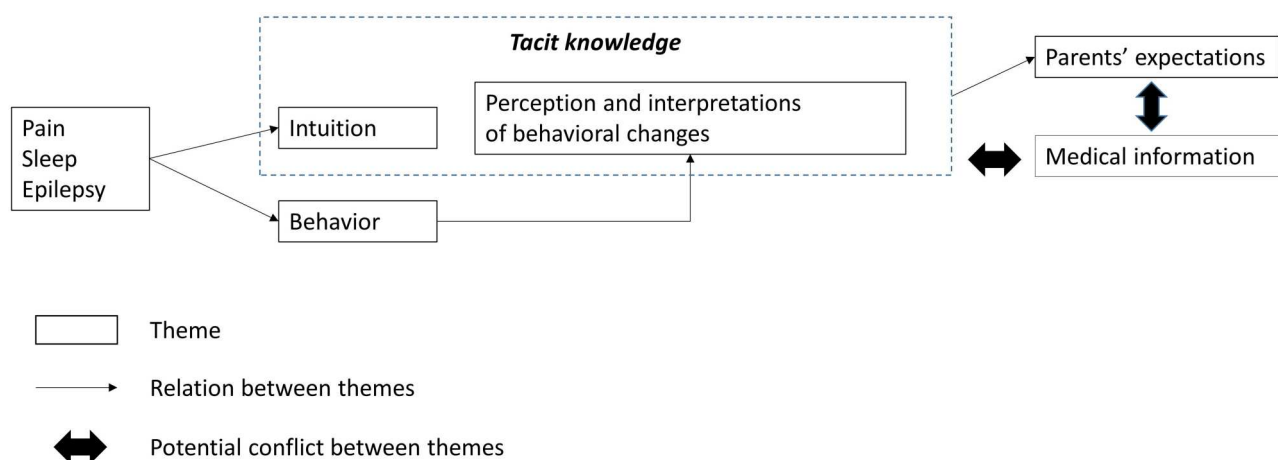 Tacit knowledge
Pain
Sleep
Epilepsy
Intuition
Behavior
Perception and interpretations
of behavioral changes
Parents’ expectations
Medical information
Theme
Relation between themes
Potential conflict between themes